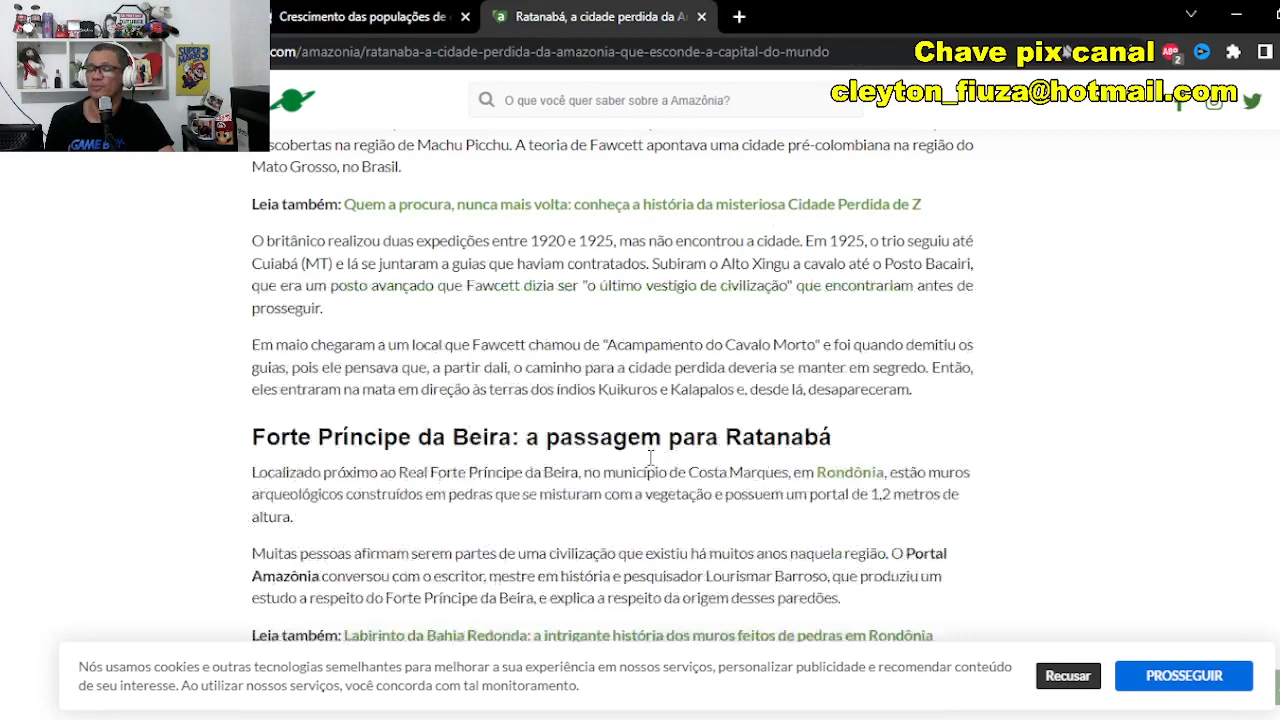 Crescimento das populações de
Ratanabá: a cidade perdida da A
.com/amazonia/ratanaba-a-cidade-perdida-da-amazonia-que-esconde-a-capital-do-mundo
Chave pix canal
cleyton_fiuza@hotmail.com
O que você quer saber sobre a Amazônia?
SUPER MARIO 3
GAME BOY
descobertas na região de Machu Picchu. A teoria de Fawcett apontava uma cidade pré-colombiana na região do
Mato Grosso, no Brasil.
Leia também: Quem a procura, nunca mais volta: conheça a história da misteriosa Cidade Perdida de Z
O britânico realizou duas expedições entre 1920 e 1925, mas não encontrou a cidade. Em 1925, o trio seguiu até
Cuiabá (MT) e lá se juntaram a guias que haviam contratados. Subiram o Alto Xingu a cavalo até o Posto Bacairi,
que era um posto avançado que Fawcett dizia ser "o último vestígio de civilização" que encontrariam antes de
prosseguir.
Em maio chegaram a um local que Fawcett chamou de "Acampamento do Cavalo Morto" e foi quando demitiu os
guias, pois ele pensava que, a partir dali, o caminho para a cidade perdida deveria se manter em segredo. Então,
eles entraram na mata em direção às terras dos índios Kuikuros e Kalapalos e, desde lá, desapareceram.
Forte Príncipe da Beira: a passagem para Ratanabá
Localizado próximo ao Real Forte Príncipe da Beira, no município de Costa Marques, em Rondônia, estão muros
arqueológicos construídos em pedras que se misturam com a vegetação e possuem um portal de 1,2 metros de
altura.
Muitas pessoas afirmam serem partes de uma civilização que existiu há muitos anos naquela região. O Portal
Amazônia conversou com o escritor, mestre em história e pesquisador Lourismar Barroso, que produziu um
estudo a respeito do Forte Príncipe da Beira, e explica a respeito da origem desses paredões.
Leia também: Labirinto da Bahia Redonda: a intrigante história dos muros feitos de pedras em Rondônia
Nós usamos cookies e outras tecnologias semelhantes para melhorar a sua experiência em nossos serviços, personalizar publicidade e recomendar conteúdo
de seu interesse. Ao utilizar nossos serviços, você concorda com tal monitoramento.
Recusar
PROSSEGUIR